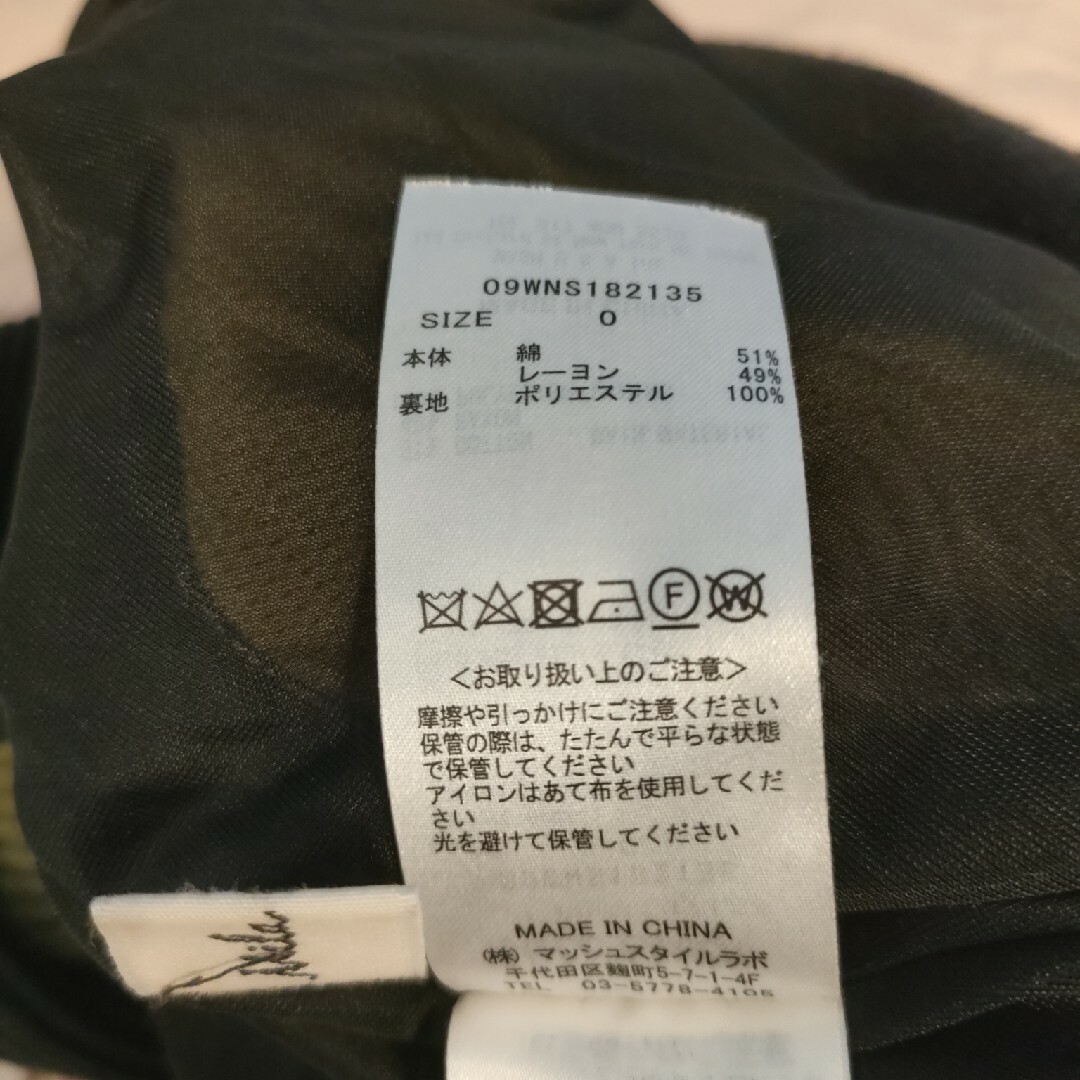 09WNS182135
SIZE 0
本体 綿 51%
レーヨン 49%
裏地 ポリエステル 100%
F W
<お取り扱い上のご注意>
摩擦や引っかけにご注意ください
保管の際は、たたんで平らな状態
で保管してください
アイロンはあて布を使用してくだ
さい
光を避けて保管してください
MADE IN CHINA
(株) マッシュスタイルラボ
千代田区麹町5-7-1-4F
TEL 03-5778-4105